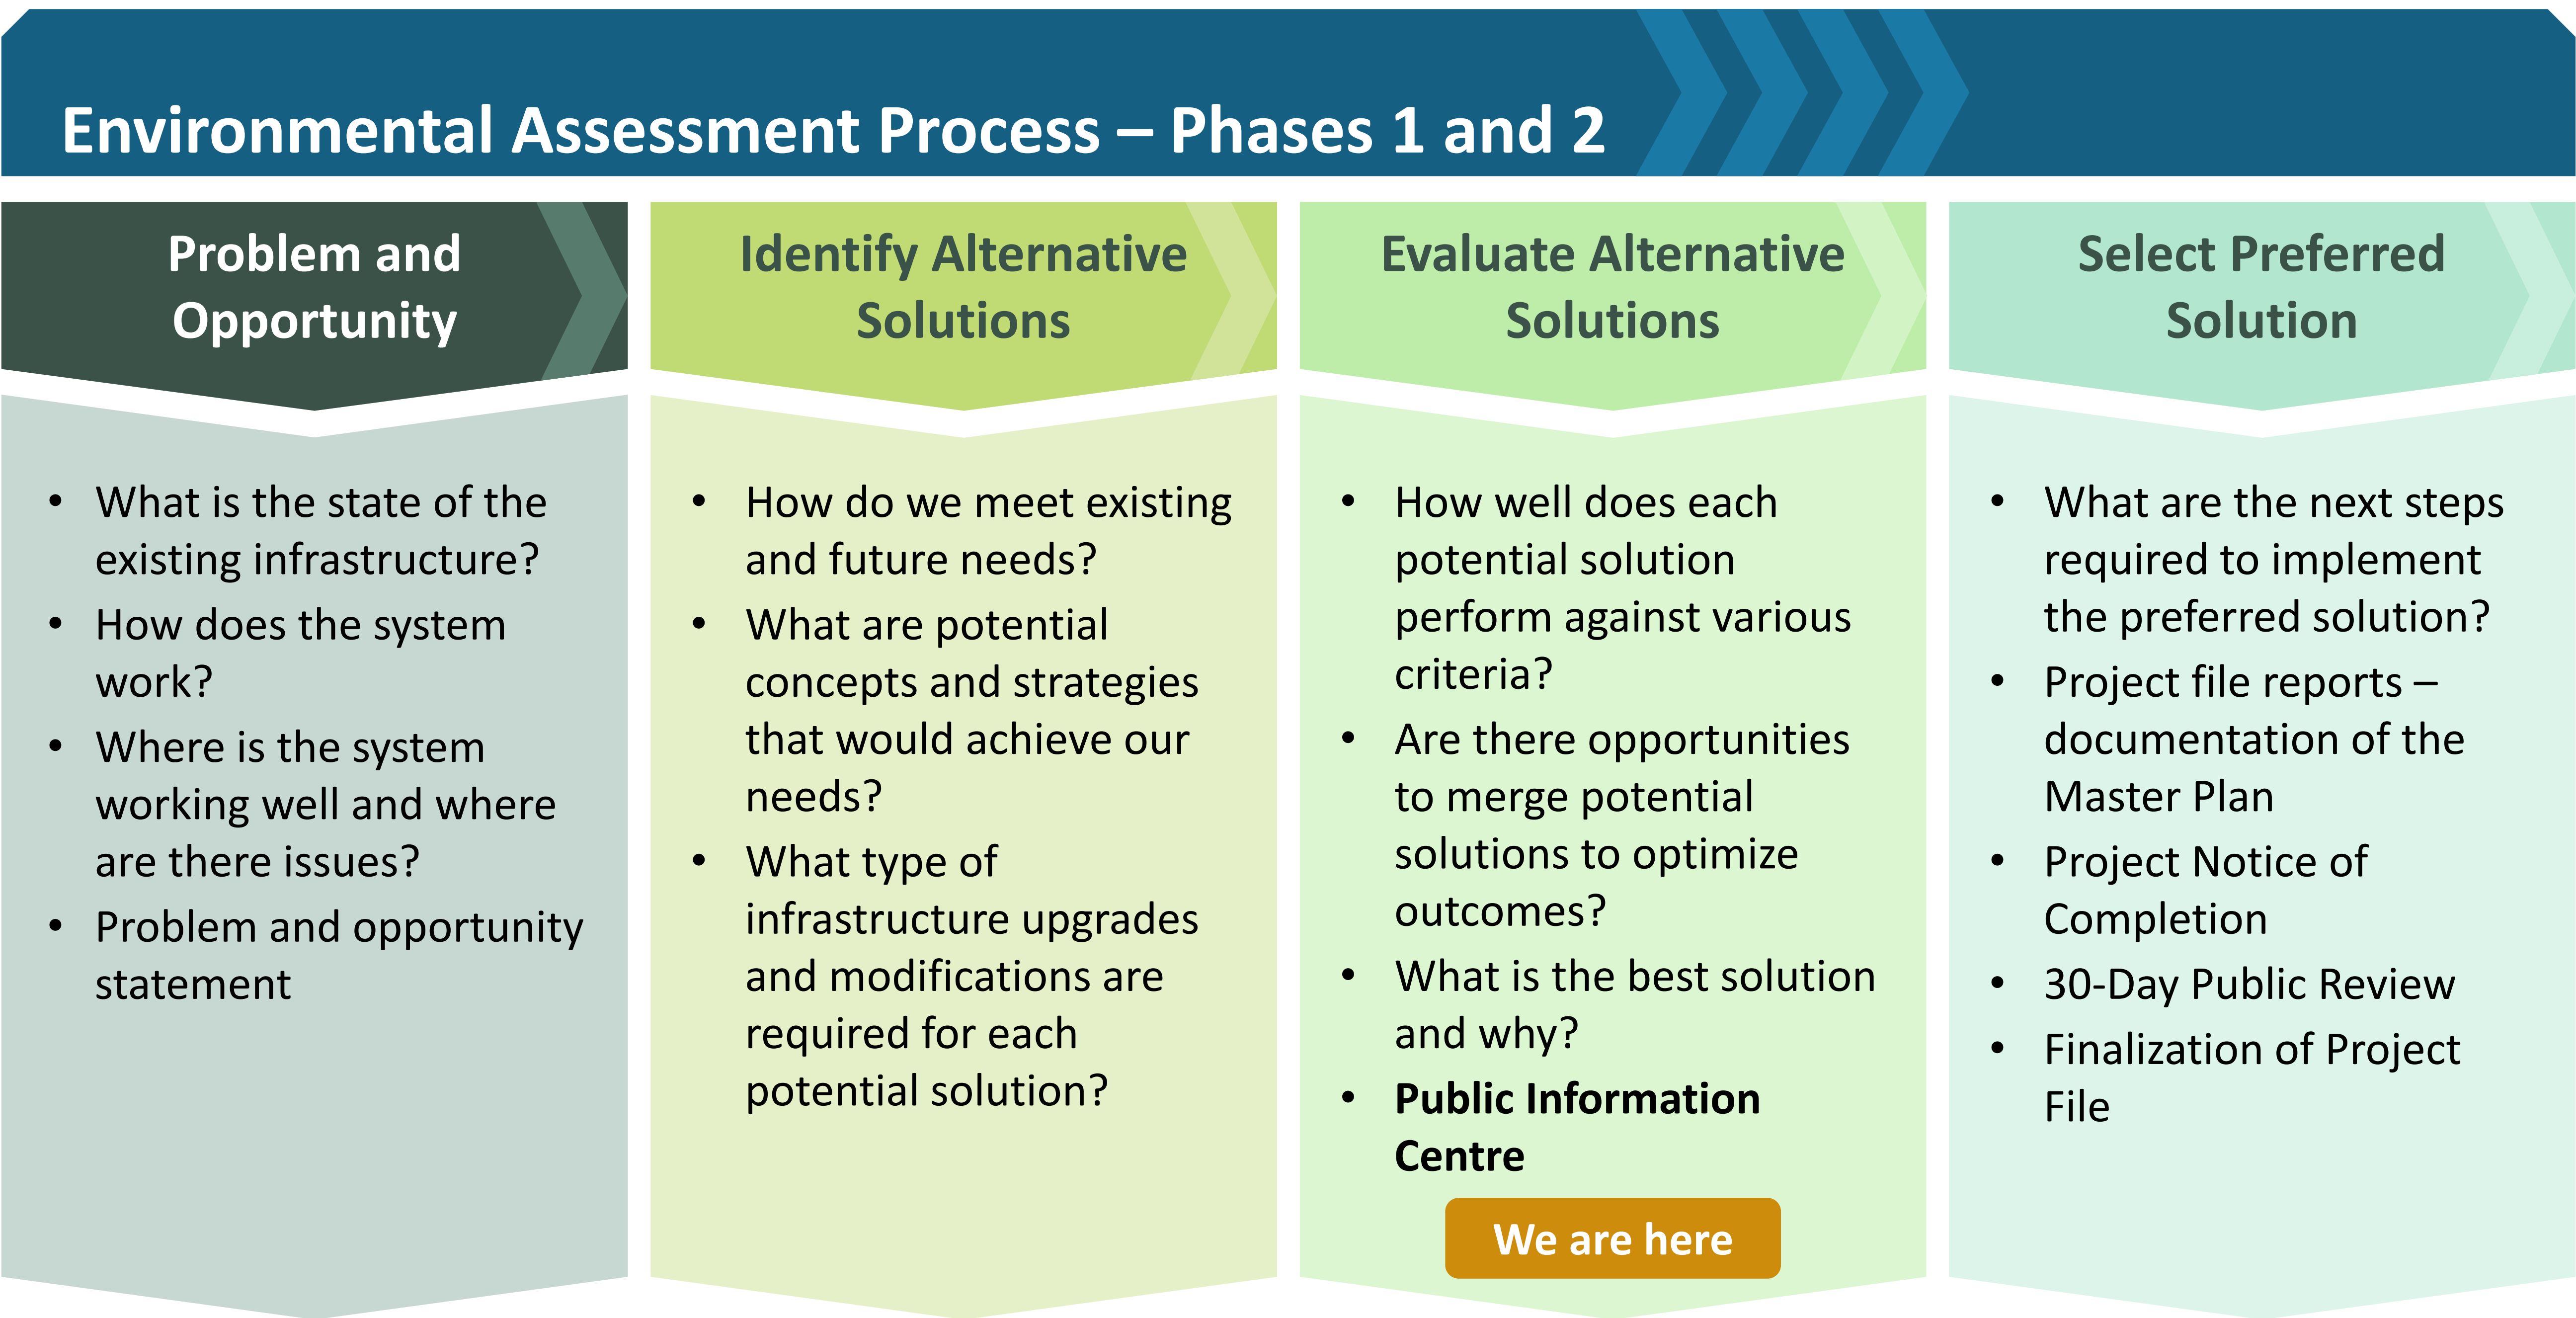 Environmental Assessment Process – Phases 1 and 2
Problem and
Opportunity
• What is the state of the
existing infrastructure?
• How does the system
work?
• Where is the system
working well and where
are there issues?
• Problem and opportunity
statement
Identify Alternative
Solutions
• How do we meet existing
and future needs?
• What are potential
concepts and strategies
that would achieve our
needs?
• What type of
infrastructure upgrades
and modifications are
required for each
potential solution?
Evaluate Alternative
Solutions
• How well does each
potential solution
perform against various
criteria?
• Are there opportunities
to merge potential
solutions to optimize
outcomes?
• What is the best solution
and why?
• Public Information
Centre
We are here
Select Preferred
Solution
• What are the next steps
required to implement
the preferred solution?
• Project file reports –
documentation of the
Master Plan
• Project Notice of
Completion
• 30-Day Public Review
• Finalization of Project
File